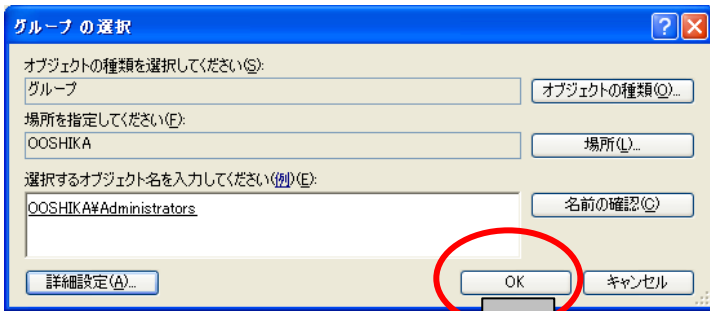 グループ の選択
オブジェクトの種類を選択してください(S):
グループ
オブジェクトの種類(O)...
場所を指定してください(F):
OOSHIKA
場所(L)...
選択するオブジェクト名を入力してください(例)(E):
OOSHIKA¥Administrators
名前の確認(C)
詳細設定(A)...
OK
キャンセル